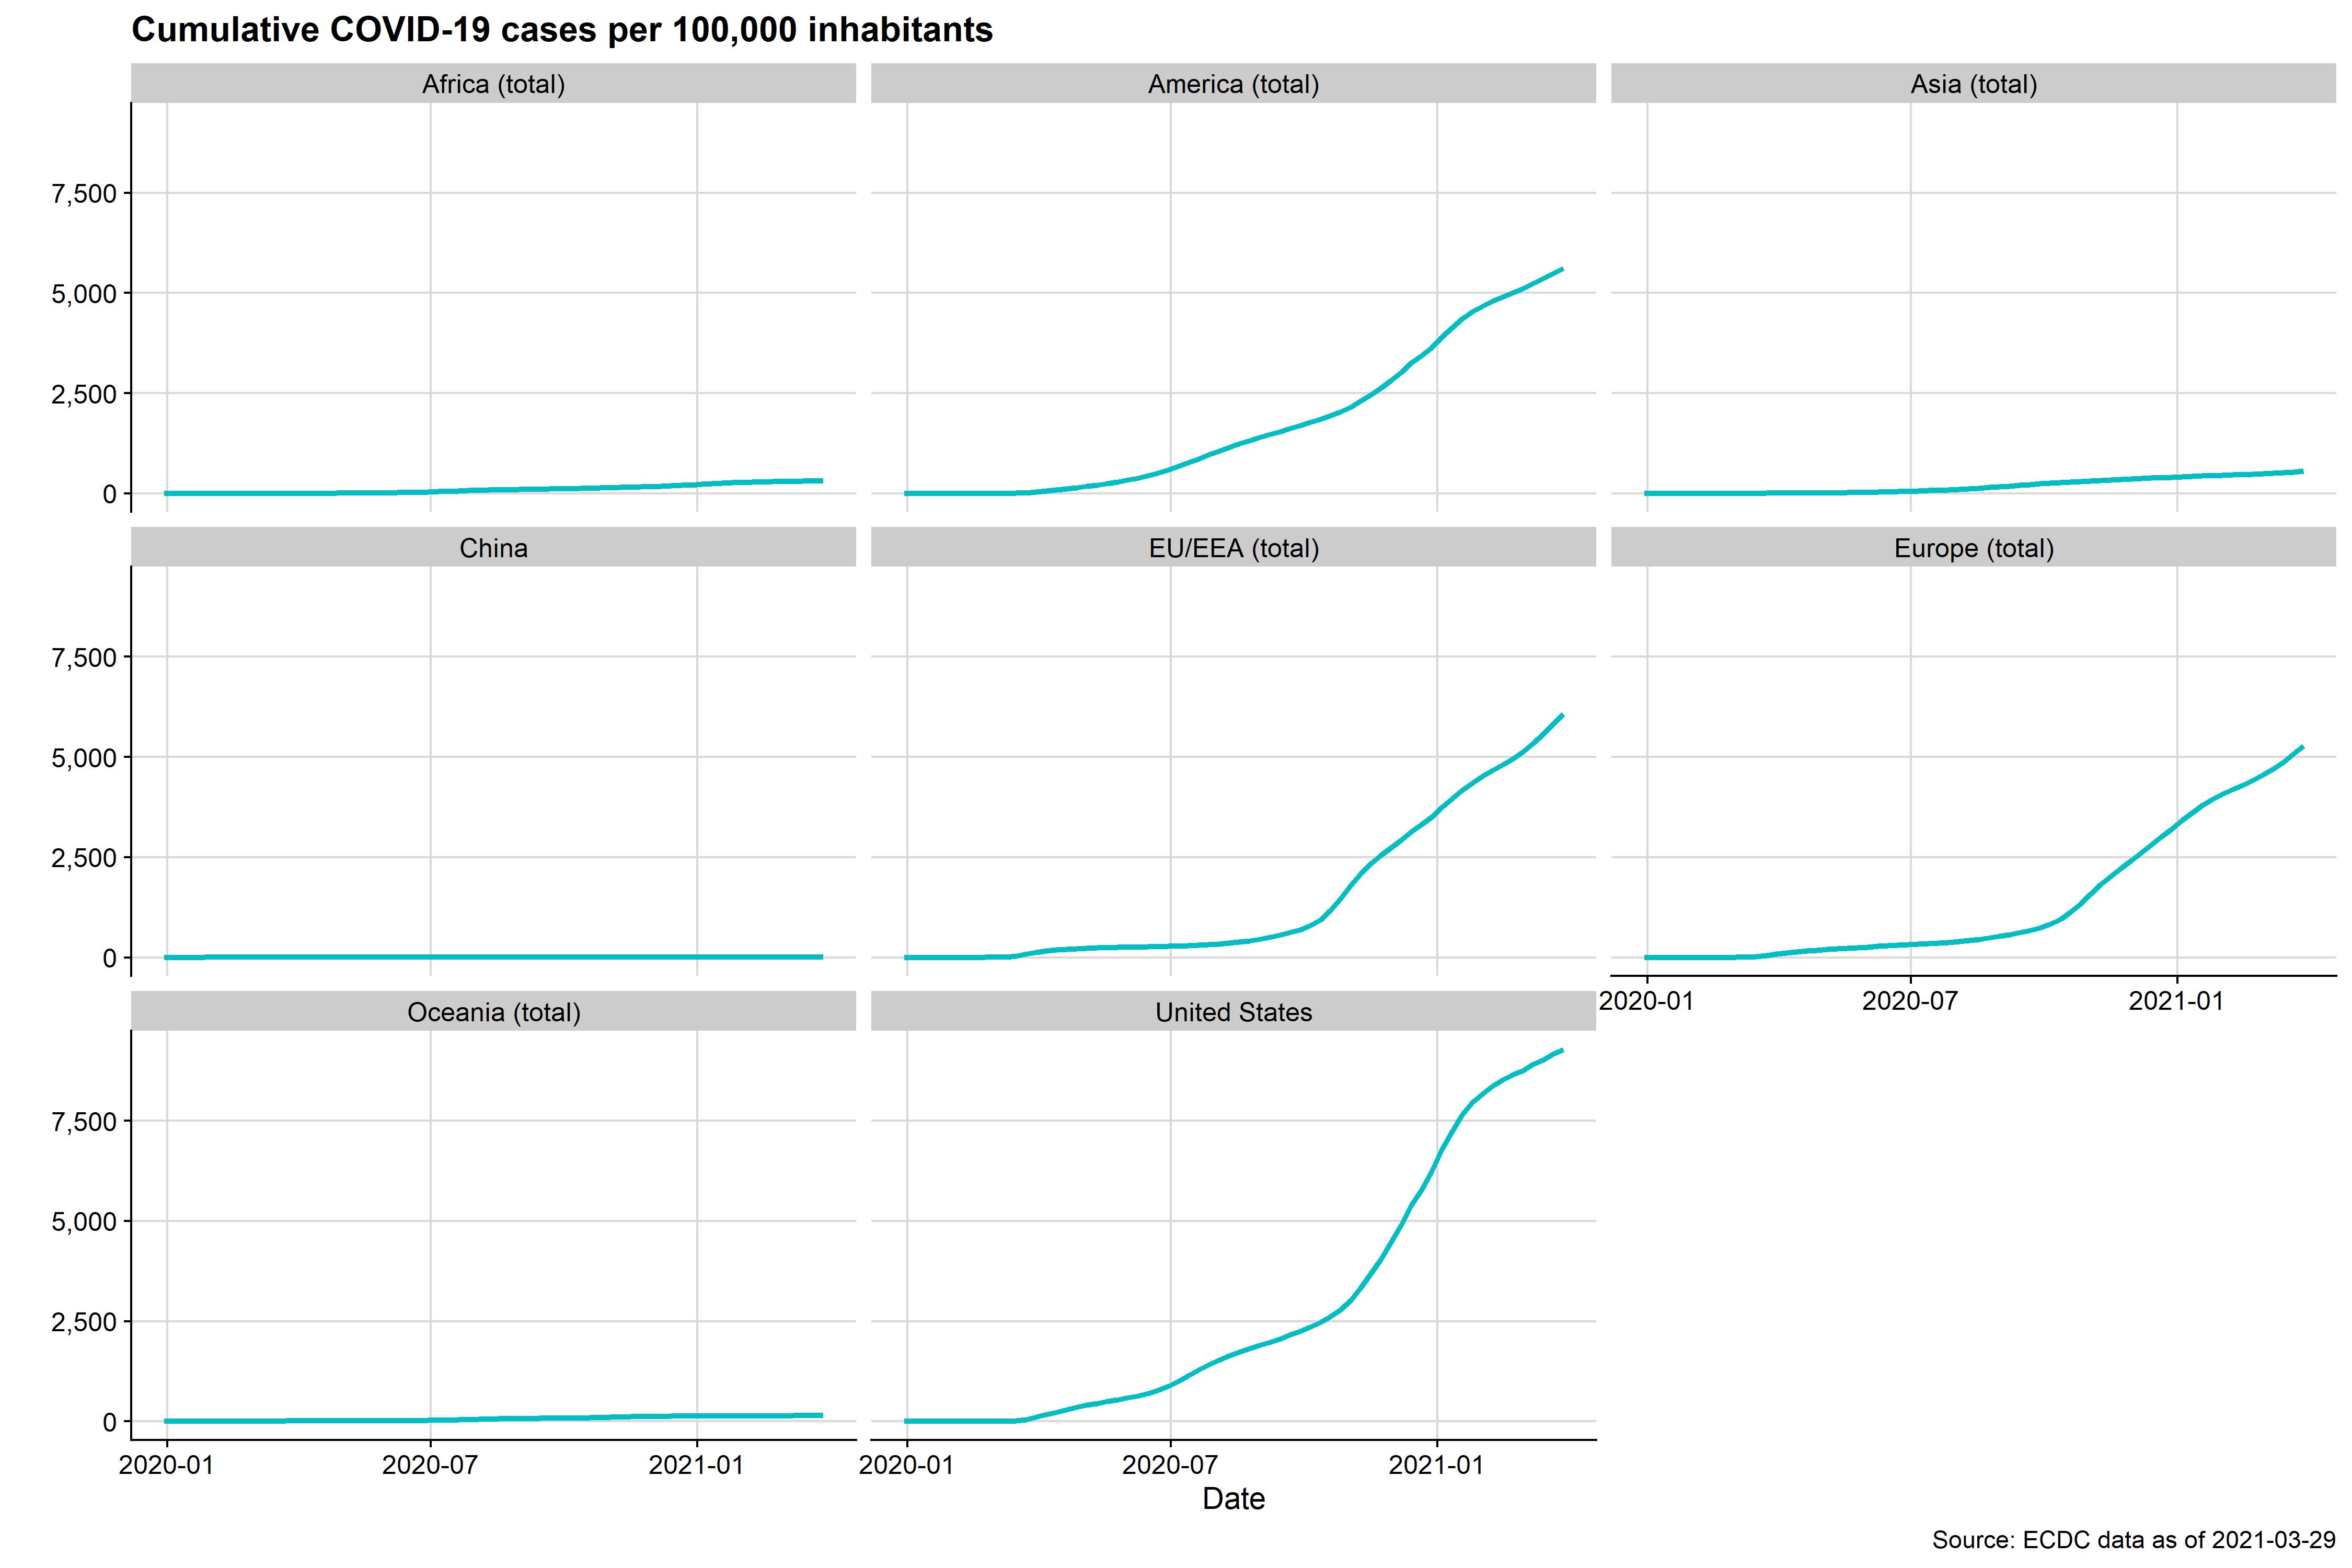 Cumulative COVID-19 cases per 100,000 inhabitants
Africa (total)
America (total)
Asia (total)
7,500
5,000
2,500
0
China
EU/EEA (total)
Europe (total)
7,500
5,000
2,500
0
2020-01
2020-07
2021-01
Oceania (total)
United States
7,500
5,000
2,500
0
2020-01
2020-07
2021-01
2020-01
2020-07
2021-01
Date
Source: ECDC data as of 2021-03-29